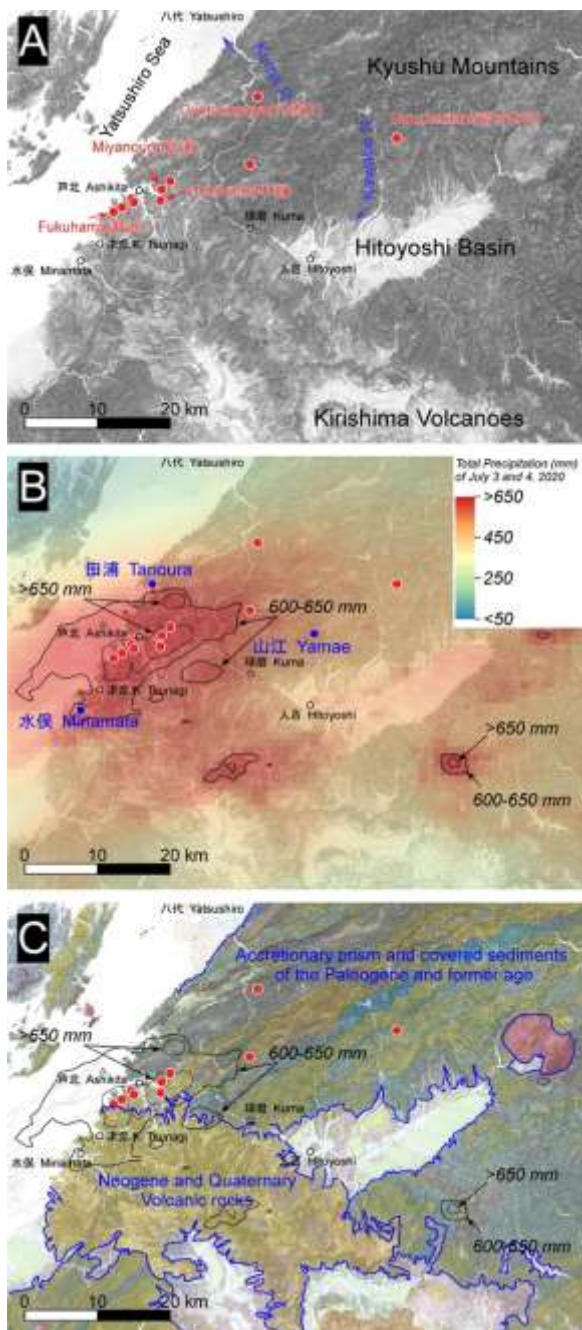 A
八代 Yatsushiro
Yatsushiro Sea
Kyushu Mountains
芦北 Ashikita
球磨 Kuma
津奈木 Tsunagi
Hitoyoshi Basin
人吉 Hitoyoshi
水俣 Minamata
0 10 20 km
Kirishima Volcanoes
B
八代 Yatsushiro
Total Precipitation (mm)
of July 3 and 4, 2020
>650
450
250
<50
田浦 Tanoura
>650 mm
600-650 mm
芦北 Ashikita
山江 Yamae
球磨 Kuma
津奈木 Tsunagi
水俣 Minamata
人吉 Hitoyoshi
>650 mm
600-650 mm
0 10 20 km
C
八代 Yatsushiro
Accretionary prism and covered sediments
of the Paleogene and former age
>650 mm
600-650 mm
芦北 Ashikita
球磨 Kuma
津奈木 Tsunagi
水俣 Minamata
人吉 Hitoyoshi
Neogene and Quaternary
Volcanic rocks
>650 mm
600-650 mm
0 10 20 km